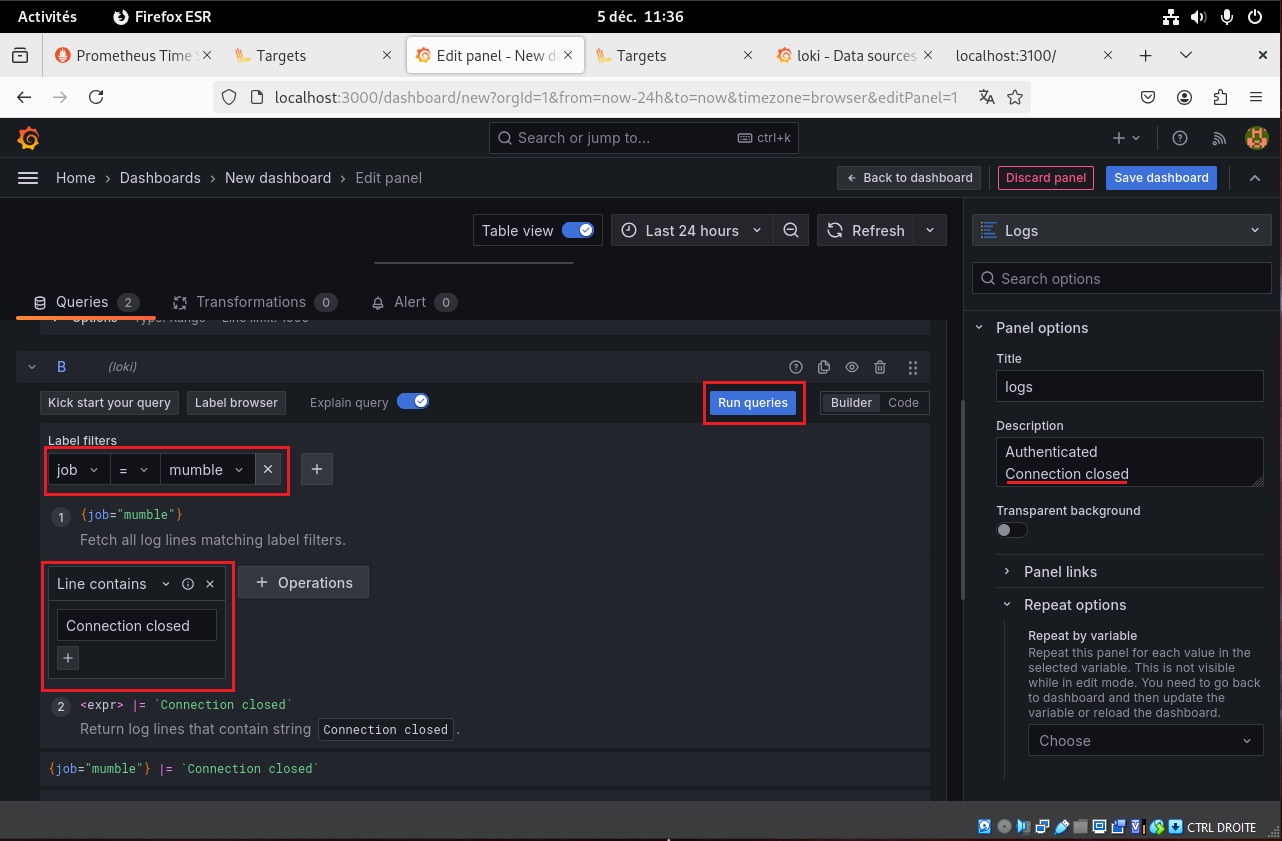 Activités
Firefox ESR
5 déc. 11:36
Prometheus Time S
Targets
Edit panel - New da
Targets
loki - Data sources
localhost:3100/
localhost:3000/dashboard/new?orgId=1&from=now-24h&to=now&timezone=browser&editPanel=1
Search or jump to...
ctrl+k
Home › Dashboards › New dashboard › Edit panel
← Back to dashboard
Discard panel
Save dashboard
Table view
Last 24 hours
Refresh
Logs
Search options
Queries 2
Transformations 0
Alert 0
Options Type: Range Line limit: 1000
Panel options
Title
logs
Description
Authenticated
Connection closed
Transparent background
Panel links
Repeat options
Repeat by variable
Repeat this panel for each value in the
selected variable. This is not visible
while in edit mode. You need to go back
to dashboard and then update the
variable or reload the dashboard.
Choose
B (loki)
Kick start your query
Label browser
Explain query
Run queries
Builder
Code
Label filters
job = mumble
1 {job="mumble"}
Fetch all log lines matching label filters.
Line contains
+ Operations
Connection closed
2 <expr> |= `Connection closed`
Return log lines that contain string Connection closed .
{job="mumble"} |= `Connection closed`
CTRL DROITE